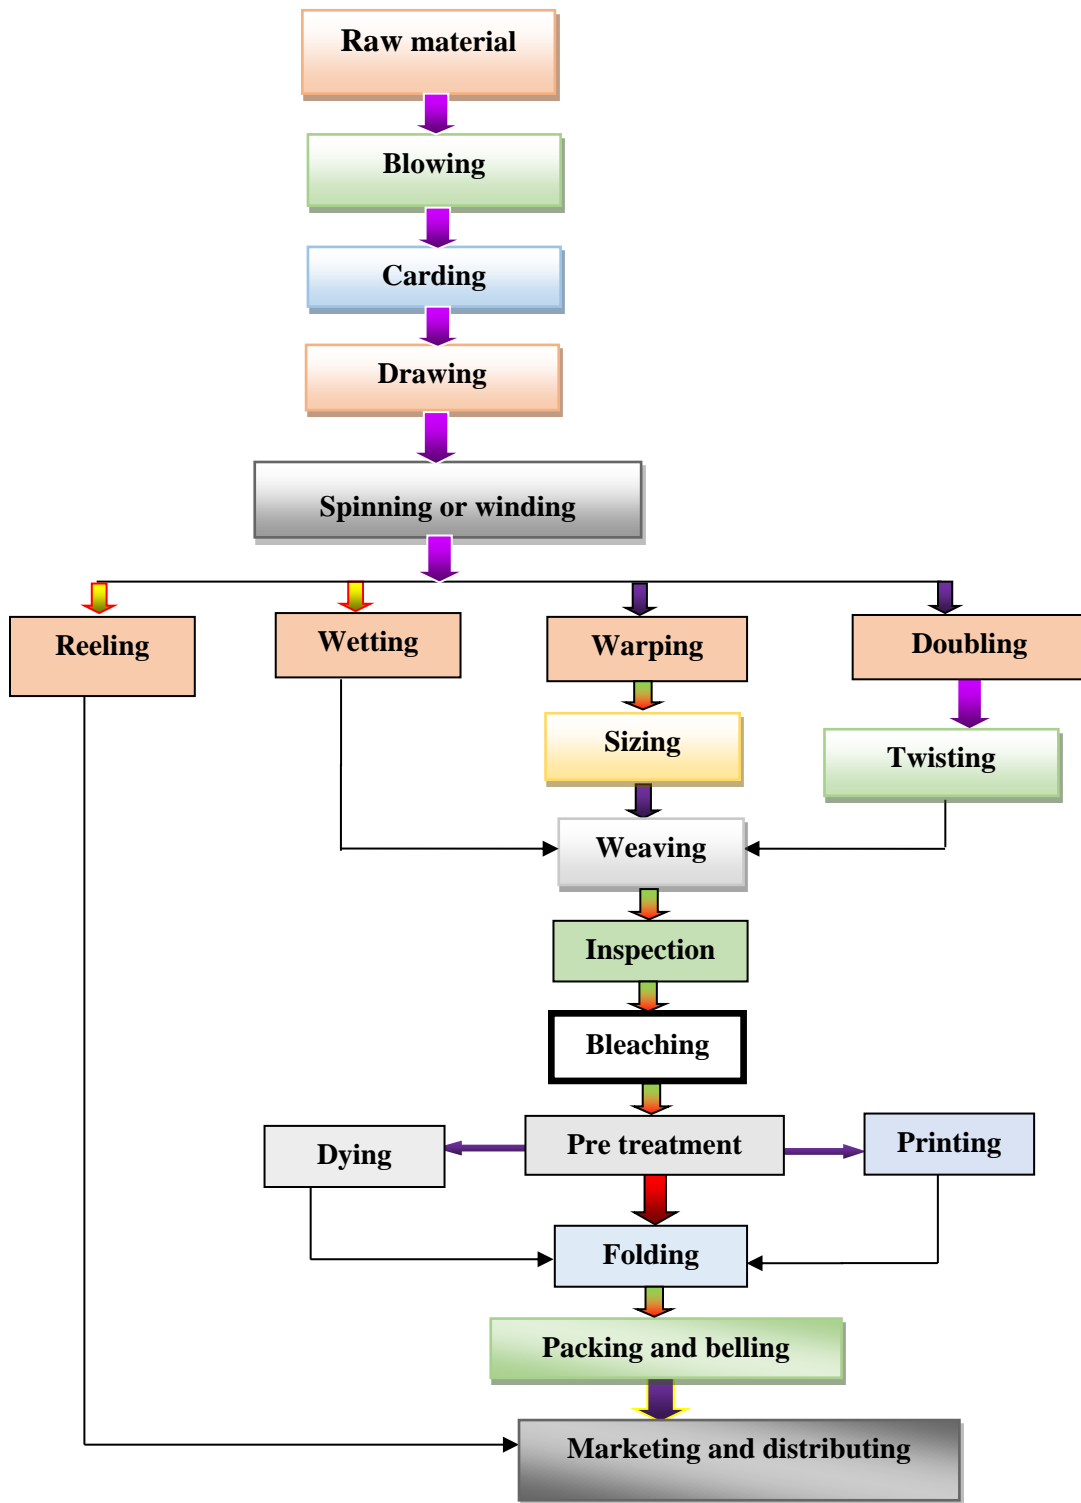 Raw material
Blowing
Carding
Drawing
Spinning or winding
Reeling
Wetting
Warping
Doubling
Sizing
Twisting
Weaving
Inspection
Bleaching
Dying
Pre treatment
Printing
Folding
Packing and belling
Marketing and distributing